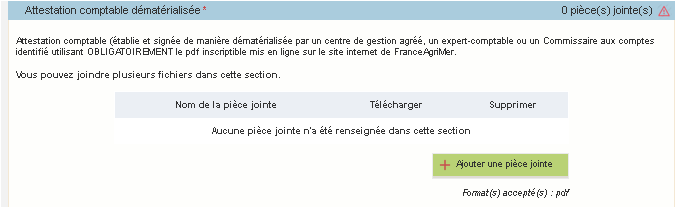 Attestation comptable dématérialisée * 0 pièce(s) jointe(s)
Attestation comptable (établie et signée de manière dématérialisée par un centre de gestion agréé, un expert-comptable ou un Commissaire aux comptes
identifié utilisant OBLIGATOIREMENT le pdf inscriptible mis en ligne sur le site internet de FranceAgriMer.
Vous pouvez joindre plusieurs fichiers dans cette section.
Nom de la pièce jointe Télécharger Supprimer
Aucune pièce jointe n'a été renseignée dans cette section
Ajouter une pièce jointe
Format(s) accepté(s) : pdf